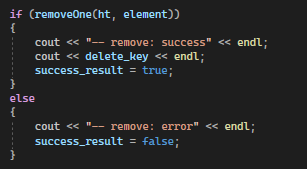 if (removeOne(ht, element))
{
    cout << "-- remove: success" << endl;
    cout << delete_key << endl;
    success_result = true;
}
else
{
    cout << "-- remove: error" << endl;
    success_result = false;
}